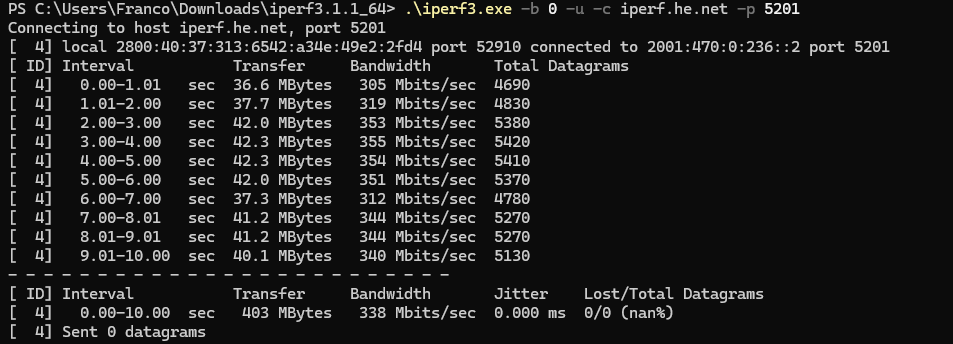 PS C:\Users\Franco\Downloads\iperf3.1.1_64> .\iperf3.exe -b 0 -u -c iperf.he.net -p 5201
Connecting to host iperf.he.net, port 5201
[  4] local 2800:40:37:313:6542:a34e:49e2:2fd4 port 52910 connected to 2001:470:0:236::2 port 5201
[ ID] Interval           Transfer     Bandwidth       Total Datagrams
[  4]   0.00-1.01   sec  36.6 MBytes   305 Mbits/sec  4690
[  4]   1.01-2.00   sec  37.7 MBytes   319 Mbits/sec  4830
[  4]   2.00-3.00   sec  42.0 MBytes   353 Mbits/sec  5380
[  4]   3.00-4.00   sec  42.3 MBytes   355 Mbits/sec  5420
[  4]   4.00-5.00   sec  42.3 MBytes   354 Mbits/sec  5410
[  4]   5.00-6.00   sec  42.0 MBytes   351 Mbits/sec  5370
[  4]   6.00-7.00   sec  37.3 MBytes   312 Mbits/sec  4780
[  4]   7.00-8.01   sec  41.2 MBytes   344 Mbits/sec  5270
[  4]   8.01-9.01   sec  41.2 MBytes   344 Mbits/sec  5270
[  4]   9.01-10.00  sec  40.1 MBytes   340 Mbits/sec  5130
- - - - - - - - - - - - - - - - - - - - - - - - -
[ ID] Interval           Transfer     Bandwidth       Jitter    Lost/Total Datagrams
[  4]   0.00-10.00  sec   403 MBytes   338 Mbits/sec  0.000 ms  0/0 (nan%)
[  4] Sent 0 datagrams